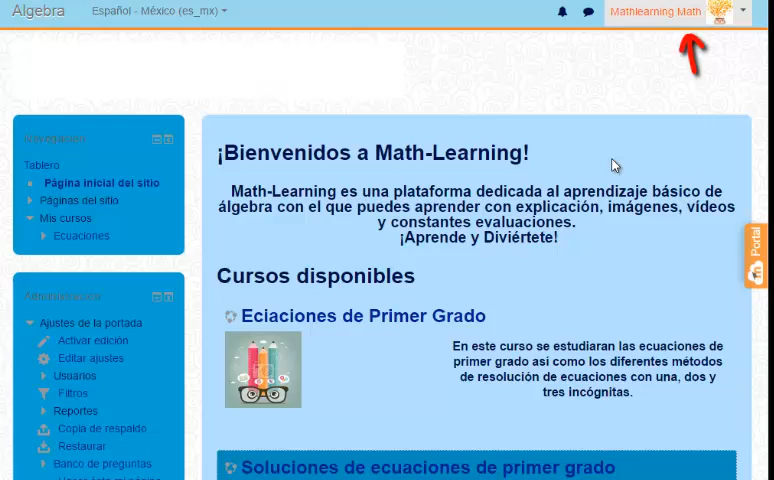 Algebra
Español - México (es_mx)
Mathlearning Math
Navegación
Tablero
Página inicial del sitio
Páginas del sitio
Mis cursos
Ecuaciones
Administración
Ajustes de la portada
Activar edición
Editar ajustes
Usuarios
Filtros
Reportes
Copia de respaldo
Restaurar
Banco de preguntas
¡Bienvenidos a Math-Learning!
Math-Learning es una plataforma dedicada al aprendizaje básico de
álgebra con el que puedes aprender con explicación, imágenes, vídeos
y constantes evaluaciones.
¡Aprende y Diviértete!
Cursos disponibles
Eciaciones de Primer Grado
En este curso se estudiaran las ecuaciones de
primer grado asi como los diferentes métodos
de resolución de ecuaciones con una, dos y
tres incógnitas.
Soluciones de ecuaciones de primer grado
Portal